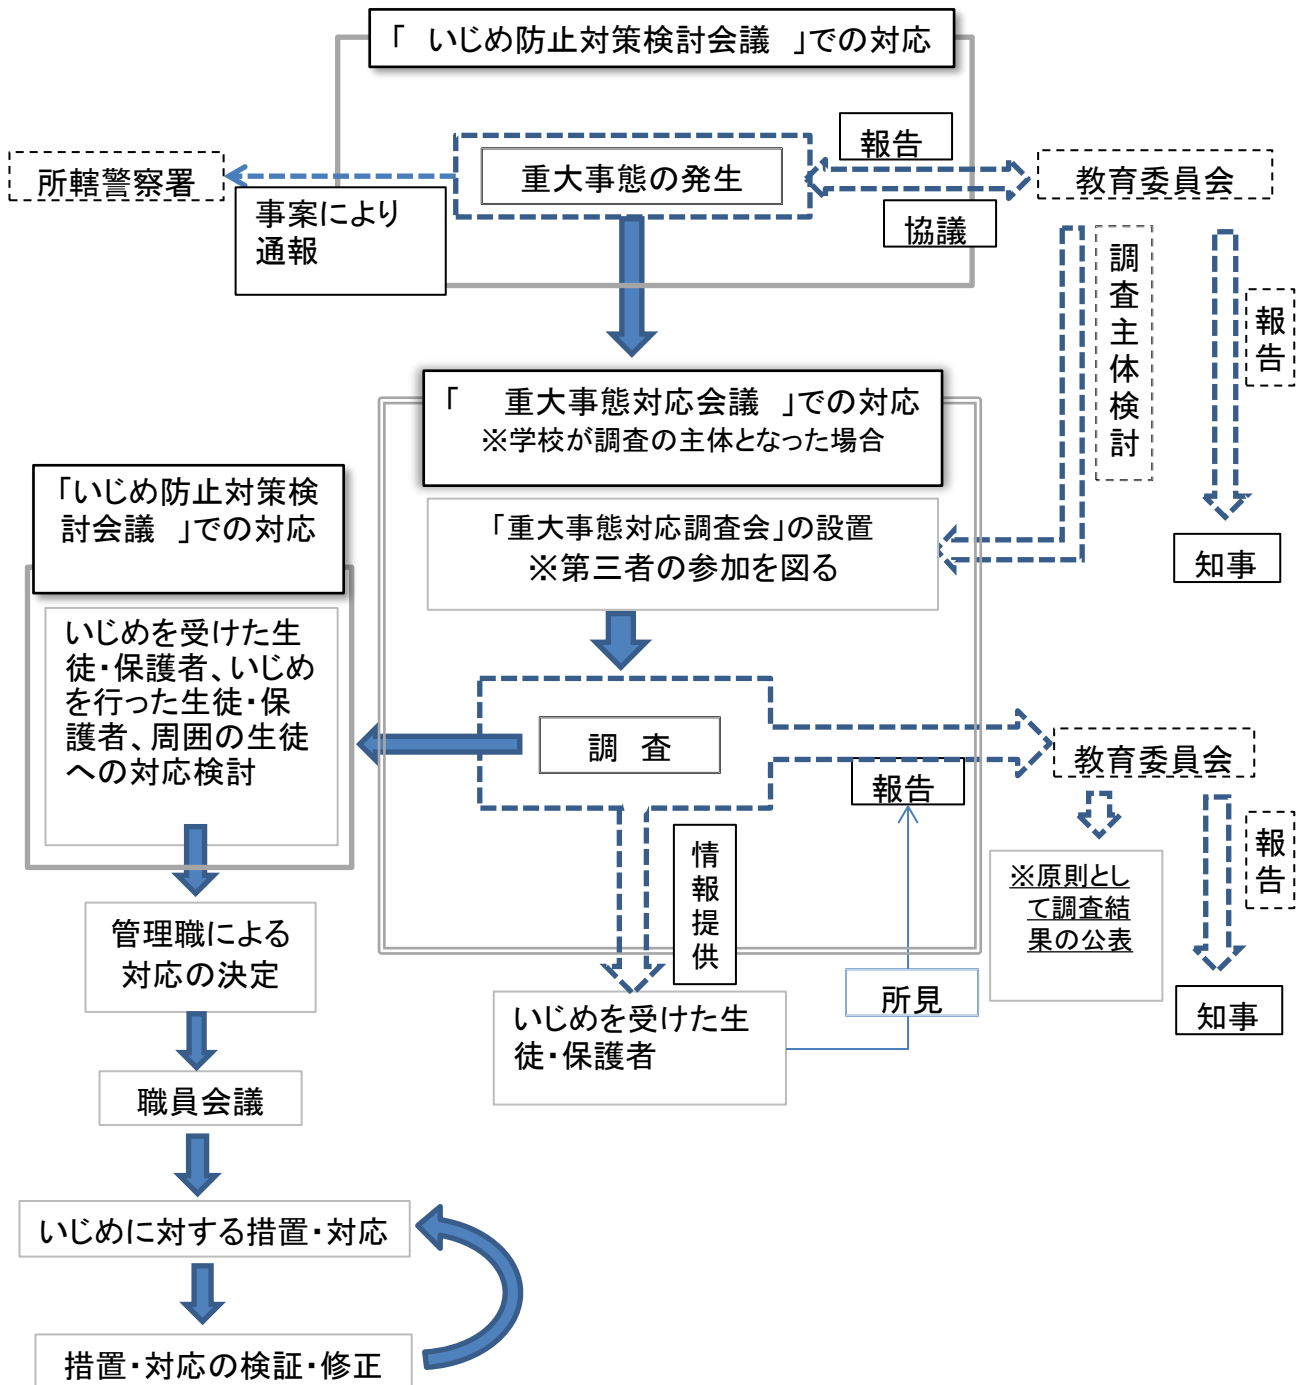 「　いじめ防止対策検討会議　」での対応
報告
所轄警察署
重大事態の発生
教育委員会
事案により
通報
協議
調査主体検討
報告
「　　重大事態対応会議　」での対応
※学校が調査の主体となった場合
「いじめ防止対策検
討会議　」での対応
「重大事態対応調査会」の設置
※第三者の参加を図る
知事
いじめを受けた生
徒・保護者、いじめ
を行った生徒・保
護者、周囲の生徒
への対応検討
調　査
教育委員会
報告
情報提供
報告
※原則とし
て調査結
果の公表
管理職による
対応の決定
所見
知事
いじめを受けた生
徒・保護者
職員会議
いじめに対する措置・対応
措置・対応の検証・修正